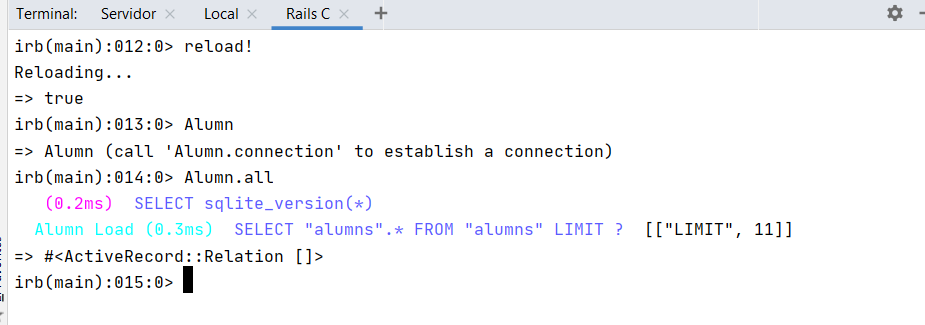 Terminal: Servidor × Local × Rails C × +
irb(main):012:0> reload!
Reloading...
=> true
irb(main):013:0> Alumn
=> Alumn (call 'Alumn.connection' to establish a connection)
irb(main):014:0> Alumn.all
(0.2ms) SELECT sqlite_version(*)
Alumn Load (0.3ms) SELECT "alumns".* FROM "alumns" LIMIT ? [["LIMIT", 11]]
=> #<ActiveRecord::Relation []>
irb(main):015:0>